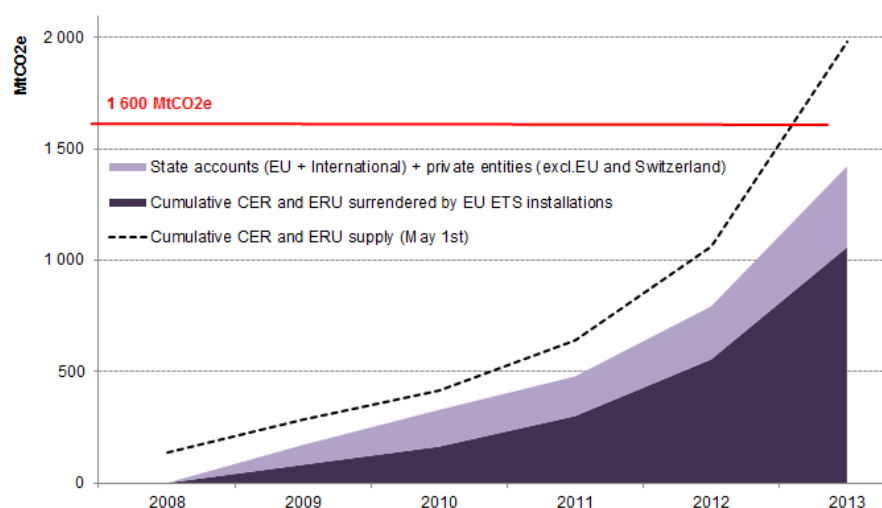 MtCO2e
2 000
1 600 MtCO2e
1 500
State accounts (EU + International) + private entities (excl.EU and Switzerland)
Cumulative CER and ERU surrendered by EU ETS installations
Cumulative CER and ERU supply (May 1st)
1 000
500
0
2008 2009 2010 2011 2012 2013